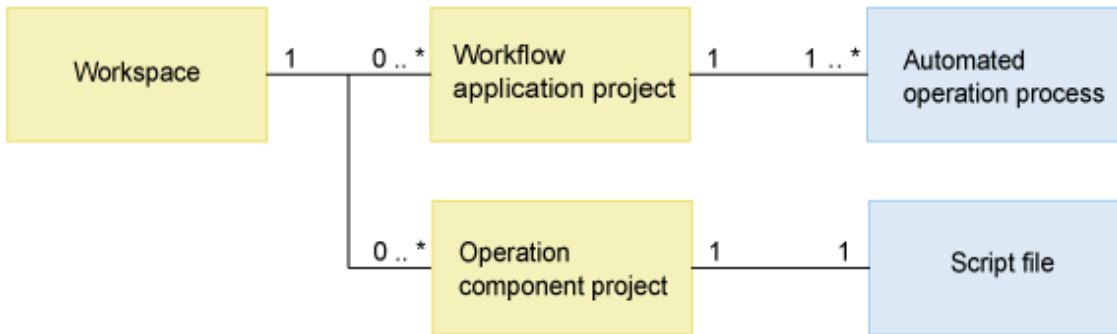 Workspace
1
0 .. *
Workflow
application project
1
1 .. *
Automated
operation process
0 .. *
Operation
component project
1
1
Script file